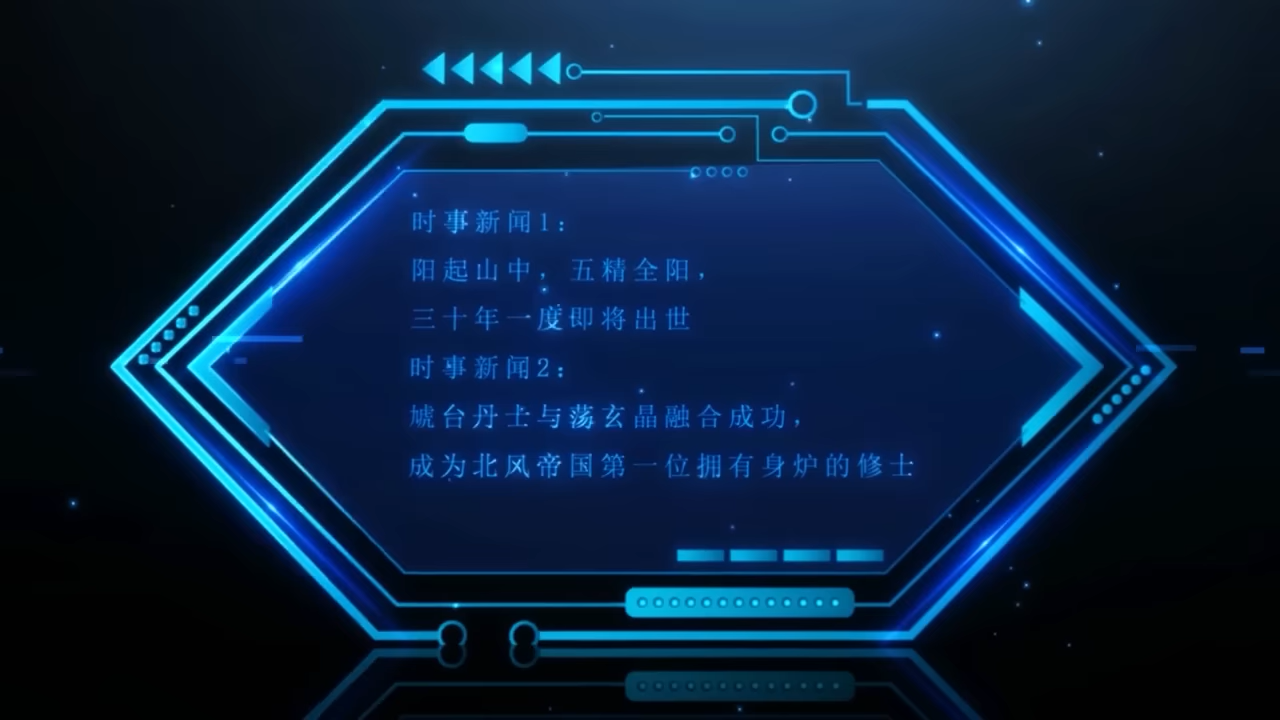 时事新闻1：
阳起山中，五精全阳，
三十年一度即将出世
时事新闻2：
虓台丹士与荡玄晶融合成功，
成为北风帝国第一位拥有身炉的修士